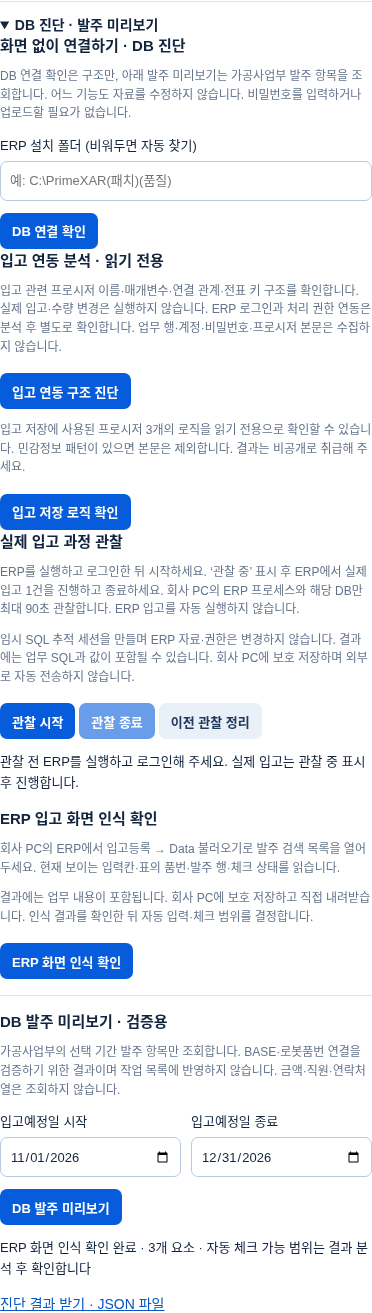 ▼ DB 진단 · 발주 미리보기
화면 없이 연결하기 · DB 진단
DB 연결 확인은 구조만, 아래 발주 미리보기는 가공사업부 발주 항목을 조
회합니다. 어느 기능도 자료를 수정하지 않습니다. 비밀번호를 입력하거나
업로드할 필요가 없습니다.
ERP 설치 폴더 (비워두면 자동 찾기)
예: C:\PrimeXAR(패치)(품질)
DB 연결 확인
입고 연동 분석 · 읽기 전용
입고 관련 프로시저 이름·매개변수·연결 관계·전표 키 구조를 확인합니다.
실제 입고·수량 변경은 실행하지 않습니다. ERP 로그인과 처리 권한 연동은
분석 후 별도로 확인합니다. 업무 행·계정·비밀번호·프로시저 본문은 수집하
지 않습니다.
입고 연동 구조 진단
입고 저장에 사용된 프로시저 3개의 로직을 읽기 전용으로 확인할 수 있습니
다. 민감정보 패턴이 있으면 본문은 제외합니다. 결과는 비공개로 취급해 주
세요.
입고 저장 로직 확인
실제 입고 과정 관찰
ERP를 실행하고 로그인한 뒤 시작하세요. ‘관찰 중’ 표시 후 ERP에서 실제
입고 1건을 진행하고 종료하세요. 회사 PC의 ERP 프로세스와 해당 DB만
최대 90초 관찰합니다. ERP 입고를 자동 실행하지 않습니다.
임시 SQL 추적 세션을 만들며 ERP 자료·권한은 변경하지 않습니다. 결과
에는 업무 SQL과 값이 포함될 수 있습니다. 회사 PC에 보호 저장하며 외부
로 자동 전송하지 않습니다.
관찰 시작 관찰 종료 이전 관찰 정리
관찰 전 ERP를 실행하고 로그인해 주세요. 실제 입고는 관찰 중 표시
후 진행합니다.
ERP 입고 화면 인식 확인
회사 PC의 ERP에서 입고등록 → Data 불러오기로 발주 검색 목록을 열어
두세요. 현재 보이는 입력칸·표의 품번·발주 행·체크 상태를 읽습니다.
결과에는 업무 내용이 포함됩니다. 회사 PC에 보호 저장하고 직접 내려받습
니다. 인식 결과를 확인한 뒤 자동 입력·체크 범위를 결정합니다.
ERP 화면 인식 확인
DB 발주 미리보기 · 검증용
가공사업부의 선택 기간 발주 항목만 조회합니다. BASE·로봇품번 연결을
검증하기 위한 결과이며 작업 목록에 반영하지 않습니다. 금액·직원·연락처
열은 조회하지 않습니다.
입고예정일 시작 입고예정일 종료
11/01/2026 12/31/2026
DB 발주 미리보기
ERP 화면 인식 확인 완료 · 3개 요소 · 자동 체크 가능 범위는 결과 분
석 후 확인합니다
진단 결과 받기 · JSON 파일